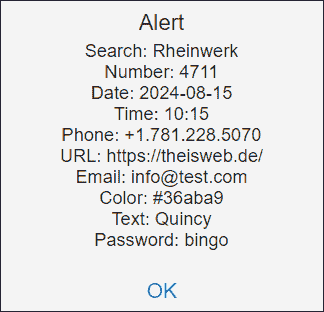 Alert
Search: Rheinwerk
Number: 4711
Date: 2024-08-15
Time: 10:15
Phone: +1.781.228.5070
URL: https://theisweb.de/
Email: info@test.com
Color: #36aba9
Text: Quincy
Password: bingo
OK